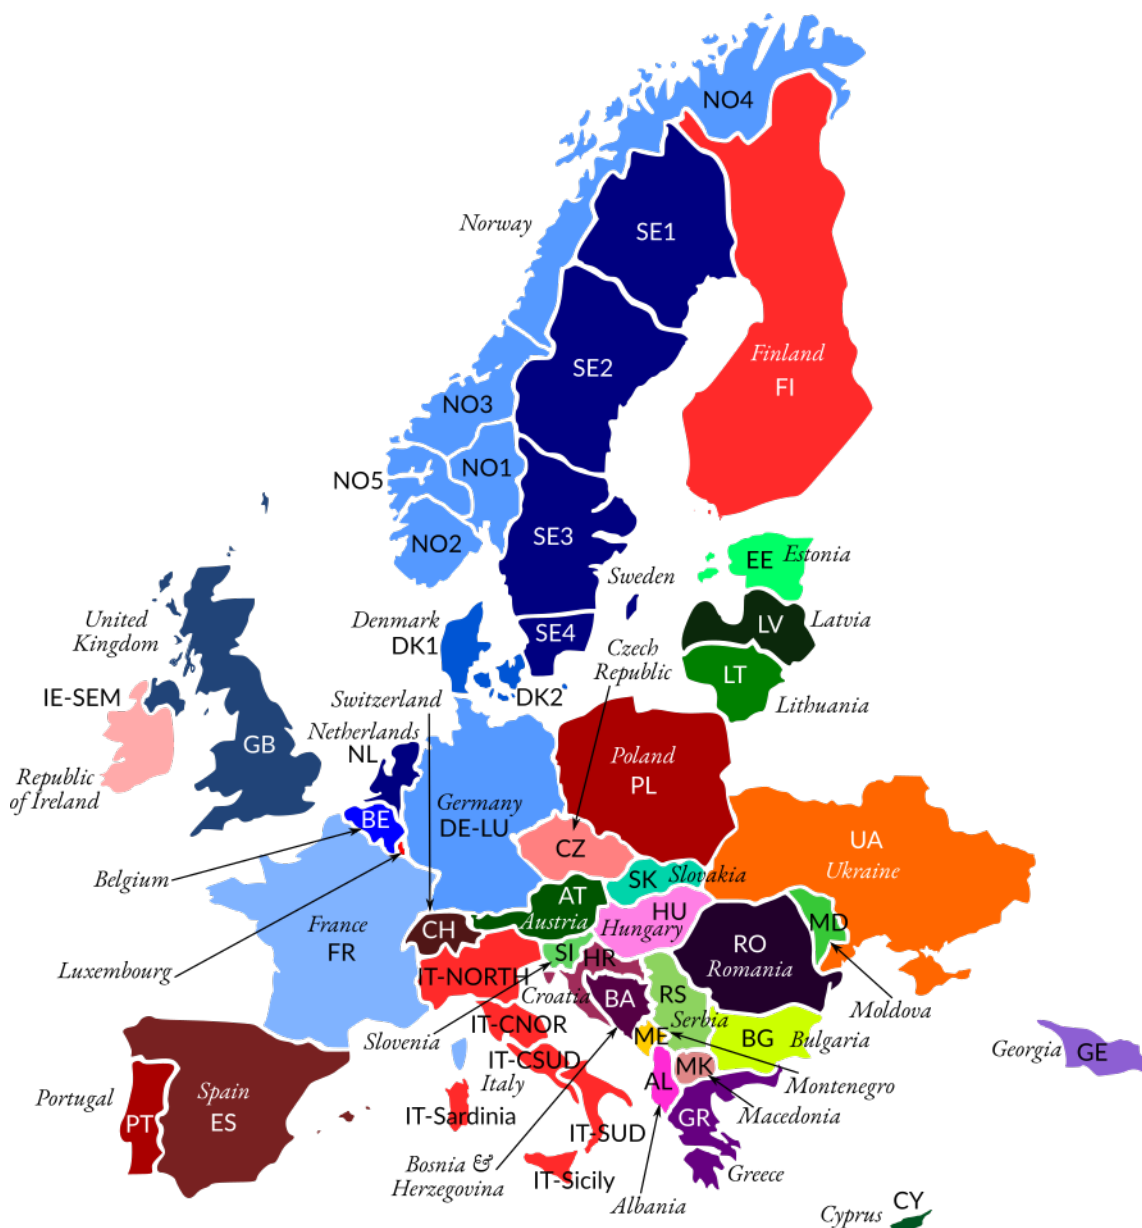 NO4
Norway
SE1
Finland
FI
SE2
NO3
NO1
NO5
NO2
SE3
EE
Estonia
Sweden
United
Kingdom
Denmark
DK1
SE4
LV
Latvia
Czech
Republic
LT
Lithuania
IE-SEM
Switzerland
DK2
Netherlands
NL
GB
Republic
of Ireland
Poland
PL
Germany
DE-LU
BE
CZ
UA
Ukraine
Belgium
SK
Slovakia
AT
Austria
HU
Hungary
MD
France
FR
CH
RO
Romania
SI
HR
Luxembourg
IT-NORTH
Croatia
BA
RS
Serbia
Moldova
Slovenia
IT-CNOR
ME
BG
Bulgaria
Georgia
GE
IT-CSUD
Italy
AL
MK
Montenegro
Portugal
PT
Spain
ES
IT-Sardinia
IT-SUD
GR
Macedonia
Bosnia &
Herzegovina
IT-Sicily
Albania
Greece
Cyprus
CY